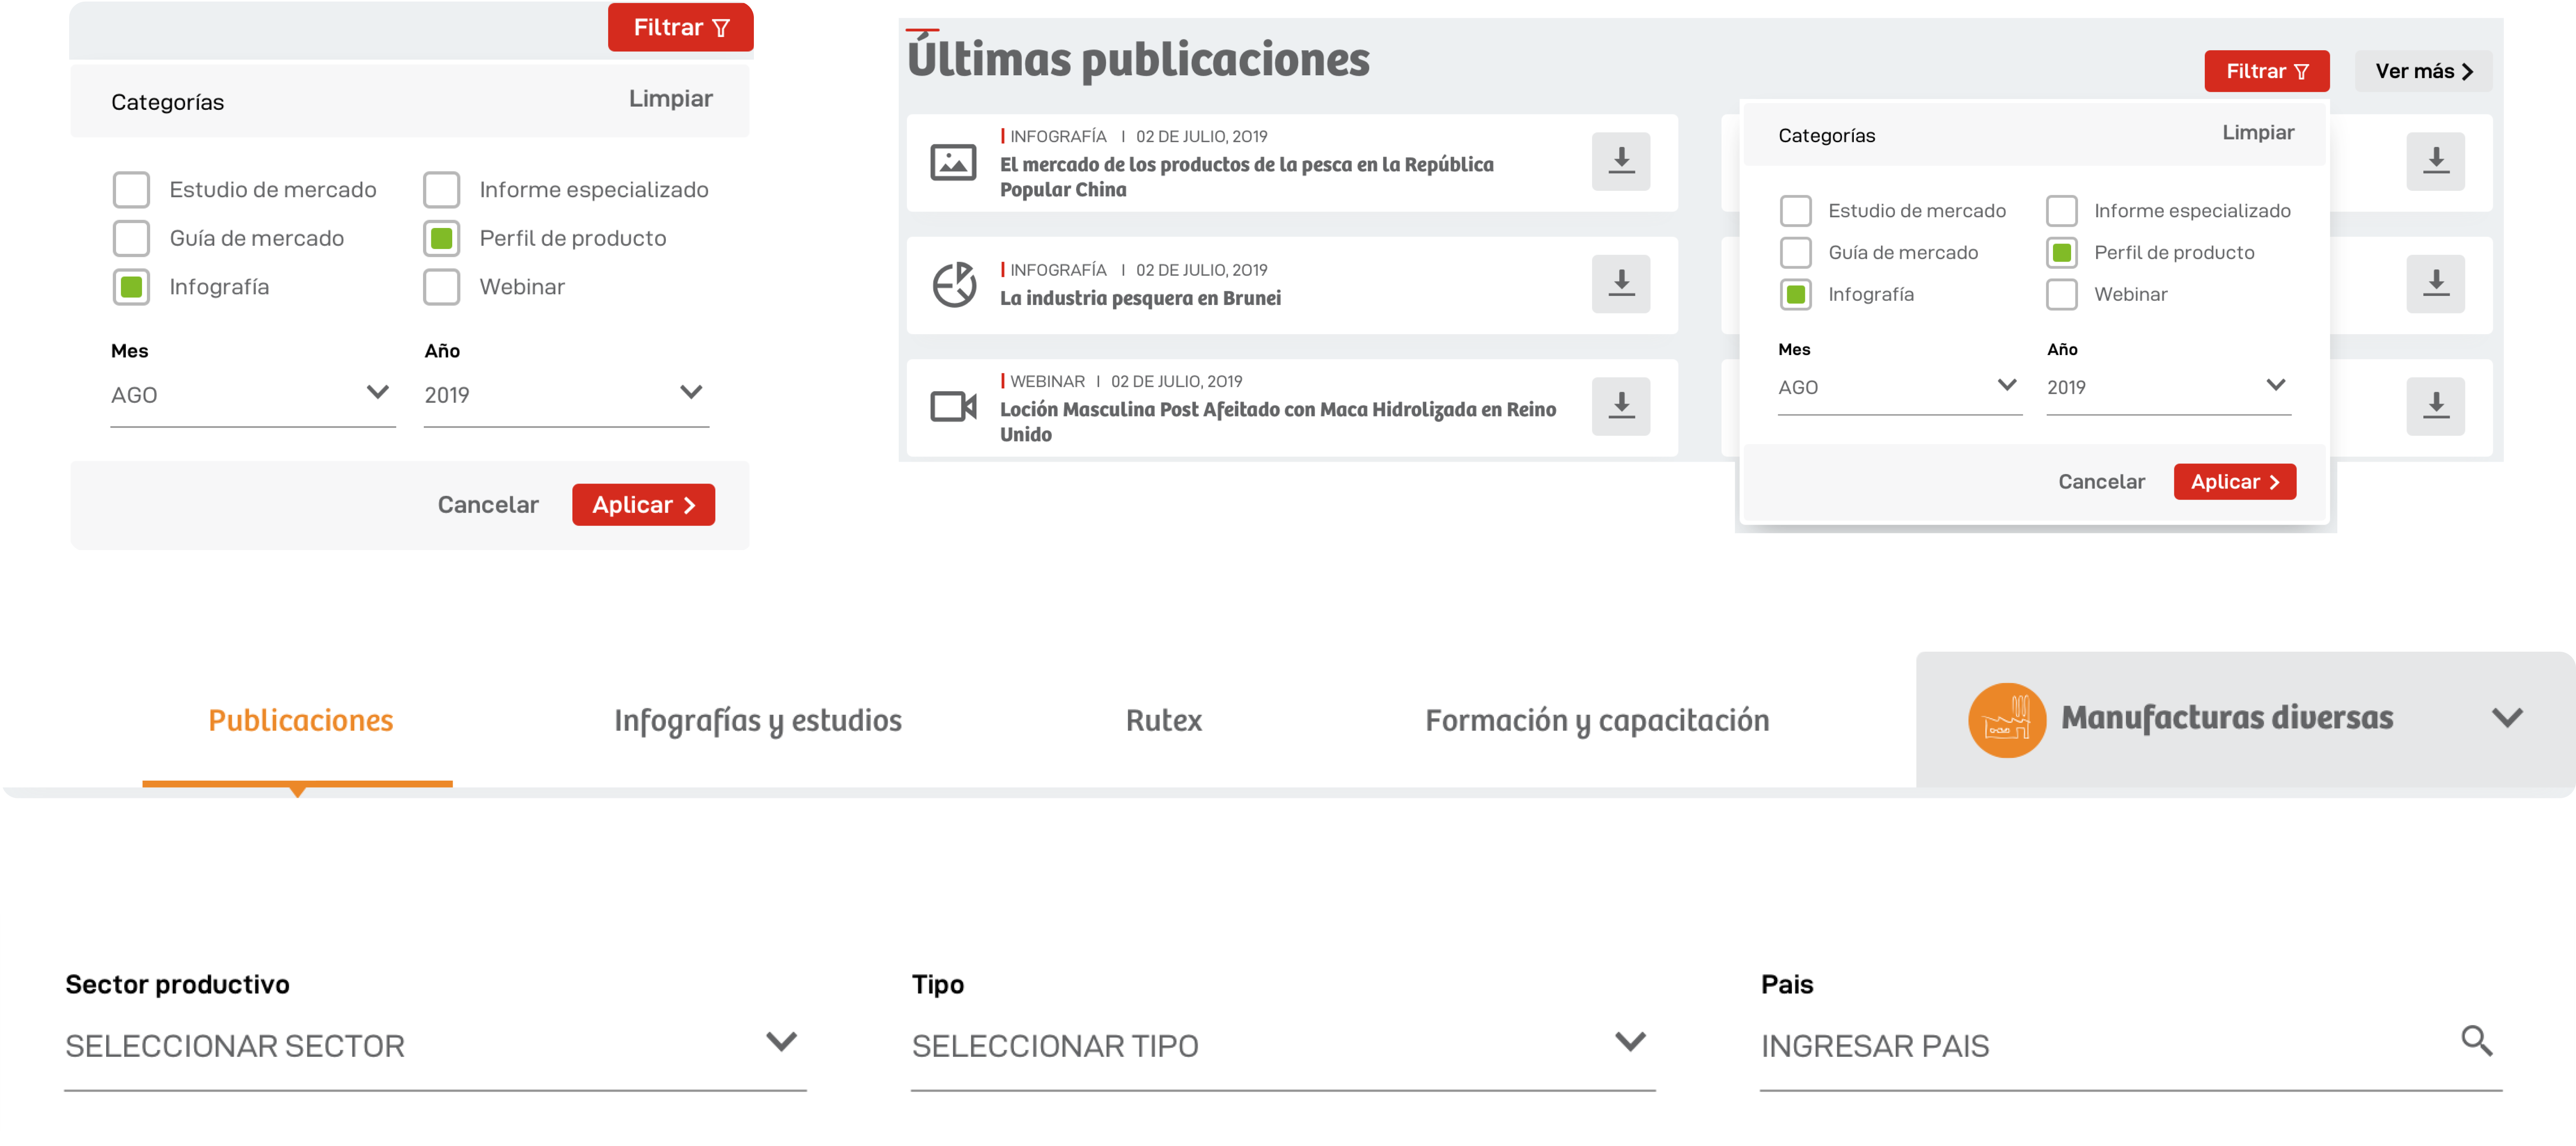 Filtrar
Categorías
Limpiar
Estudio de mercado
Informe especializado
Guía de mercado
Perfil de producto
Infografía
Webinar
Mes
Año
AGO
2019
Cancelar
Aplicar
Últimas publicaciones
Filtrar
Ver más
INFOGRAFÍA I 02 DE JULIO, 2019
El mercado de los productos de la pesca en la República
Popular China
INFOGRAFÍA I 02 DE JULIO, 2019
La industria pesquera en Brunei
WEBINAR I 02 DE JULIO, 2019
Loción Masculina Post Afeitado con Maca Hidrolizada en Reino
Unido
Categorías
Limpiar
Estudio de mercado
Informe especializado
Guía de mercado
Perfil de producto
Infografía
Webinar
Mes
Año
AGO
2019
Cancelar
Aplicar
Publicaciones
Infografías y estudios
Rutex
Formación y capacitación
Manufacturas diversas
Sector productivo
SELECCIONAR SECTOR
Tipo
SELECCIONAR TIPO
Pais
INGRESAR PAIS